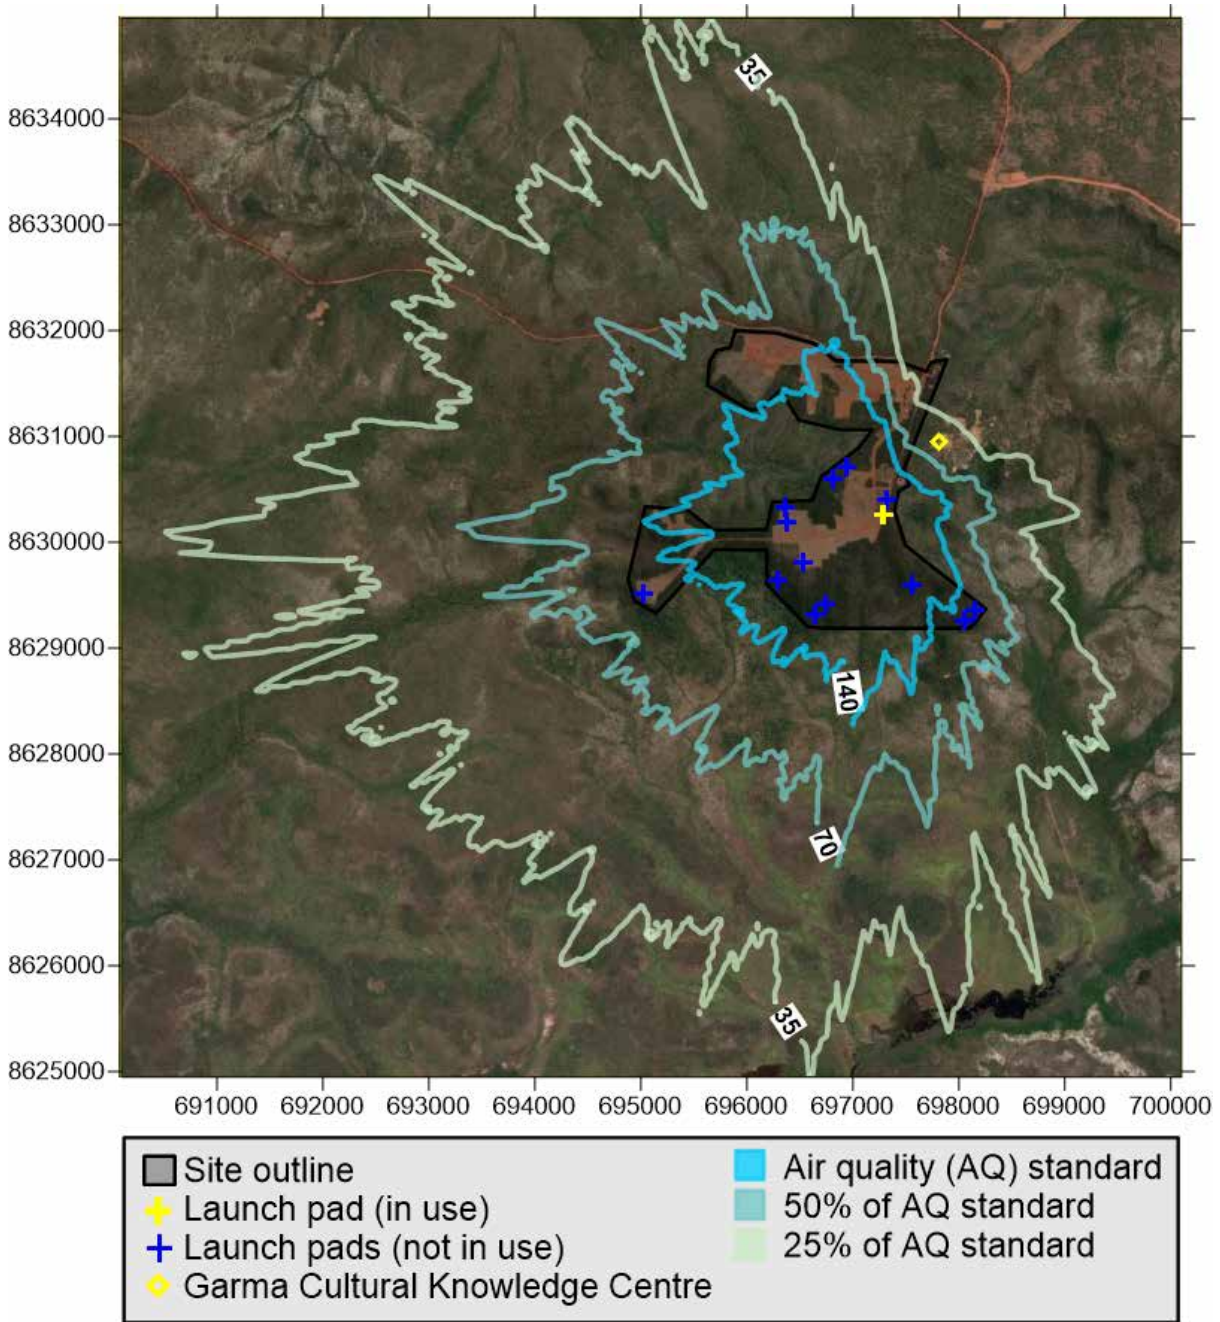 35
8634000
8633000
8632000
8631000
8630000
8629000
140
8628000
70
8627000
8626000
35
8625000
691000 692000 693000 694000 695000 696000 697000 698000 699000 700000
Site outline
Launch pad (in use)
Launch pads (not in use)
Garma Cultural Knowledge Centre
Air quality (AQ) standard
50% of AQ standard
25% of AQ standard